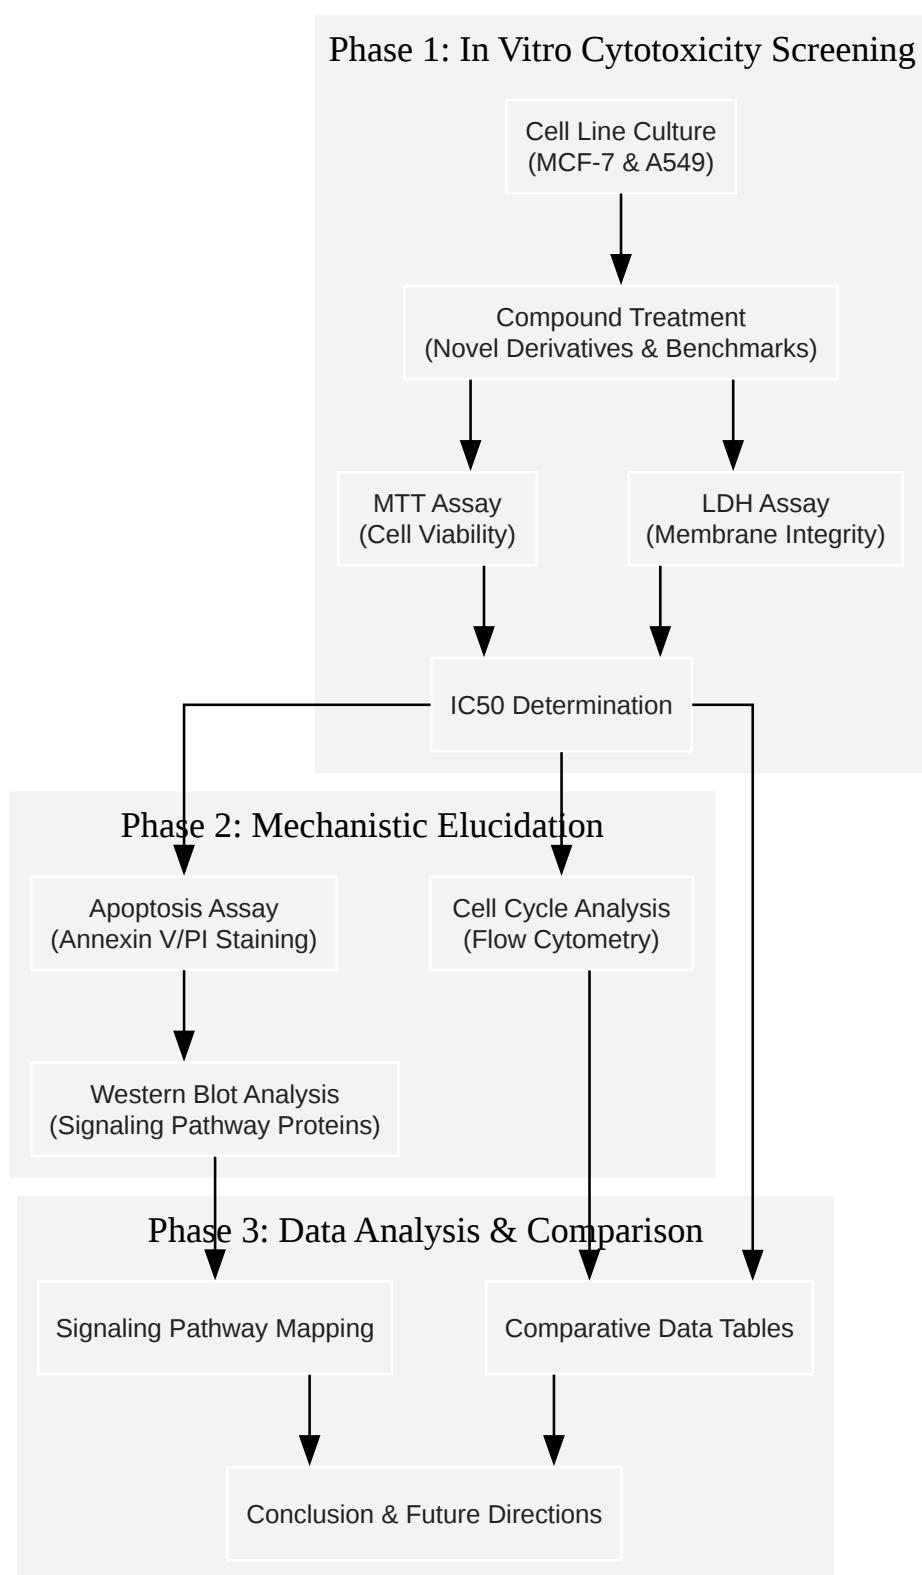 Phase 1: In Vitro Cytotoxicity Screening
Cell Line Culture
(MCF-7 & A549)
Compound Treatment
(Novel Derivatives & Benchmarks)
MTT Assay
(Cell Viability)
LDH Assay
(Membrane Integrity)
IC50 Determination
Phase 2: Mechanistic Elucidation
Apoptosis Assay
(Annexin V/PI Staining)
Cell Cycle Analysis
(Flow Cytometry)
Western Blot Analysis
(Signaling Pathway Proteins)
Phase 3: Data Analysis & Comparison
Signaling Pathway Mapping
Comparative Data Tables
Conclusion & Future Directions